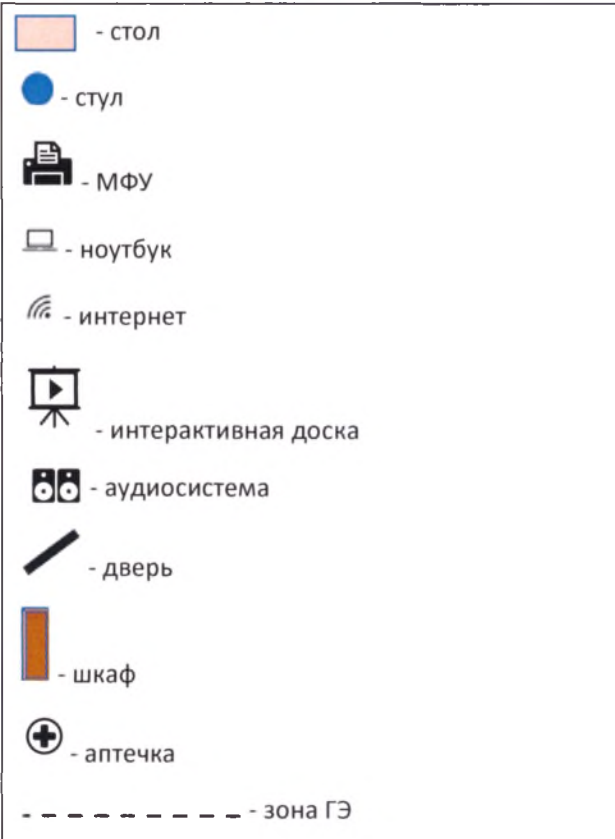 - стол
- стул
- МФУ
- ноутбук
- интернет
- интерактивная доска
- аудиосистема
- дверь
- шкаф
- аптечка
- зона ГЭ